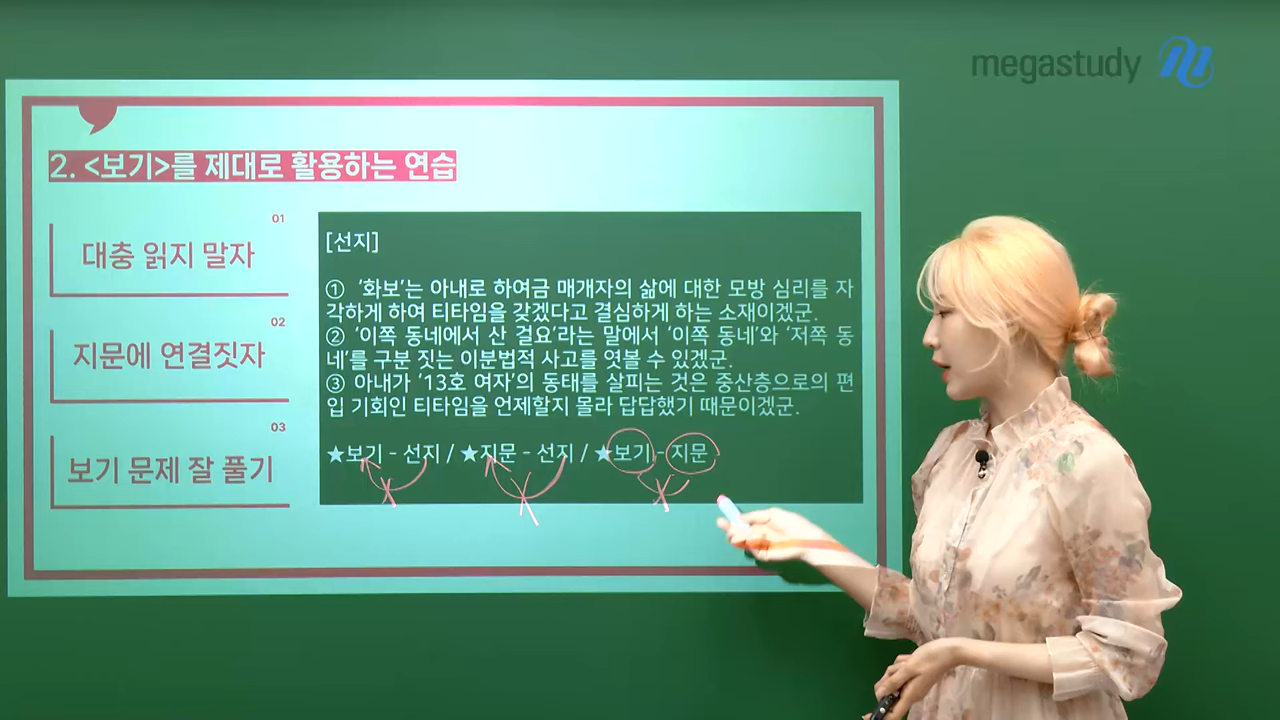 megastudy
2. <보기>를 제대로 활용하는 연습
01
대충 읽지 말자
02
지문에 연결짓자
03
보기 문제 잘 풀기
[선지]
① ‘화보’는 아내로 하여금 매개자의 삶에 대한 모방 심리를 자
각하게 하여 티타임을 갖겠다고 결심하게 하는 소재이겠군.
② ‘이쪽 동네에서 산 걸요’라는 말에서 ‘이쪽 동네’와 ‘저쪽 동
네’를 구분 짓는 이분법적 사고를 엿볼 수 있겠군.
③ 아내가 ‘13호 여자’의 동태를 살피는 것은 중산층으로의 편
입 기회인 티타임을 언제할지 몰라 답답했기 때문이겠군.
★보기 - 선지 / ★지문 - 선지 / ★보기 - 지문